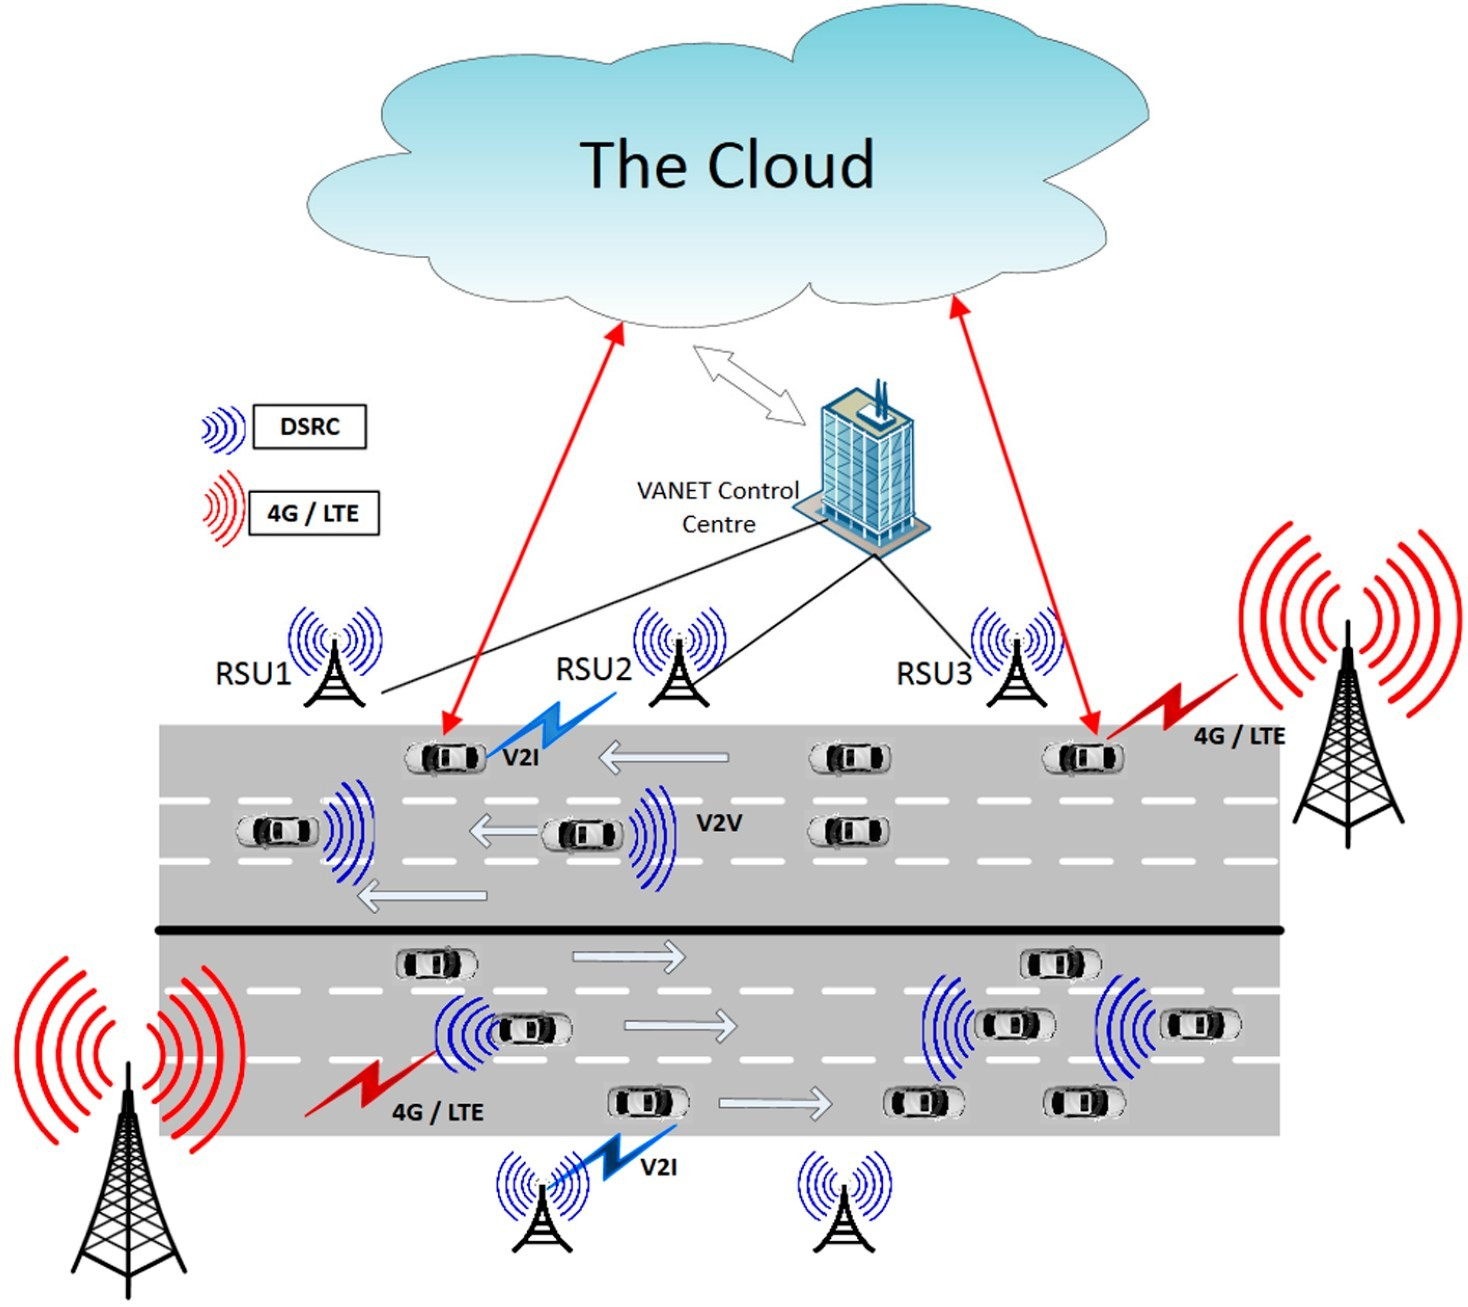 The Cloud
DSRC
4G / LTE
VANET Control
Centre
RSU1
RSU2
RSU3
V2I
4G / LTE
V2V
4G / LTE
V2I